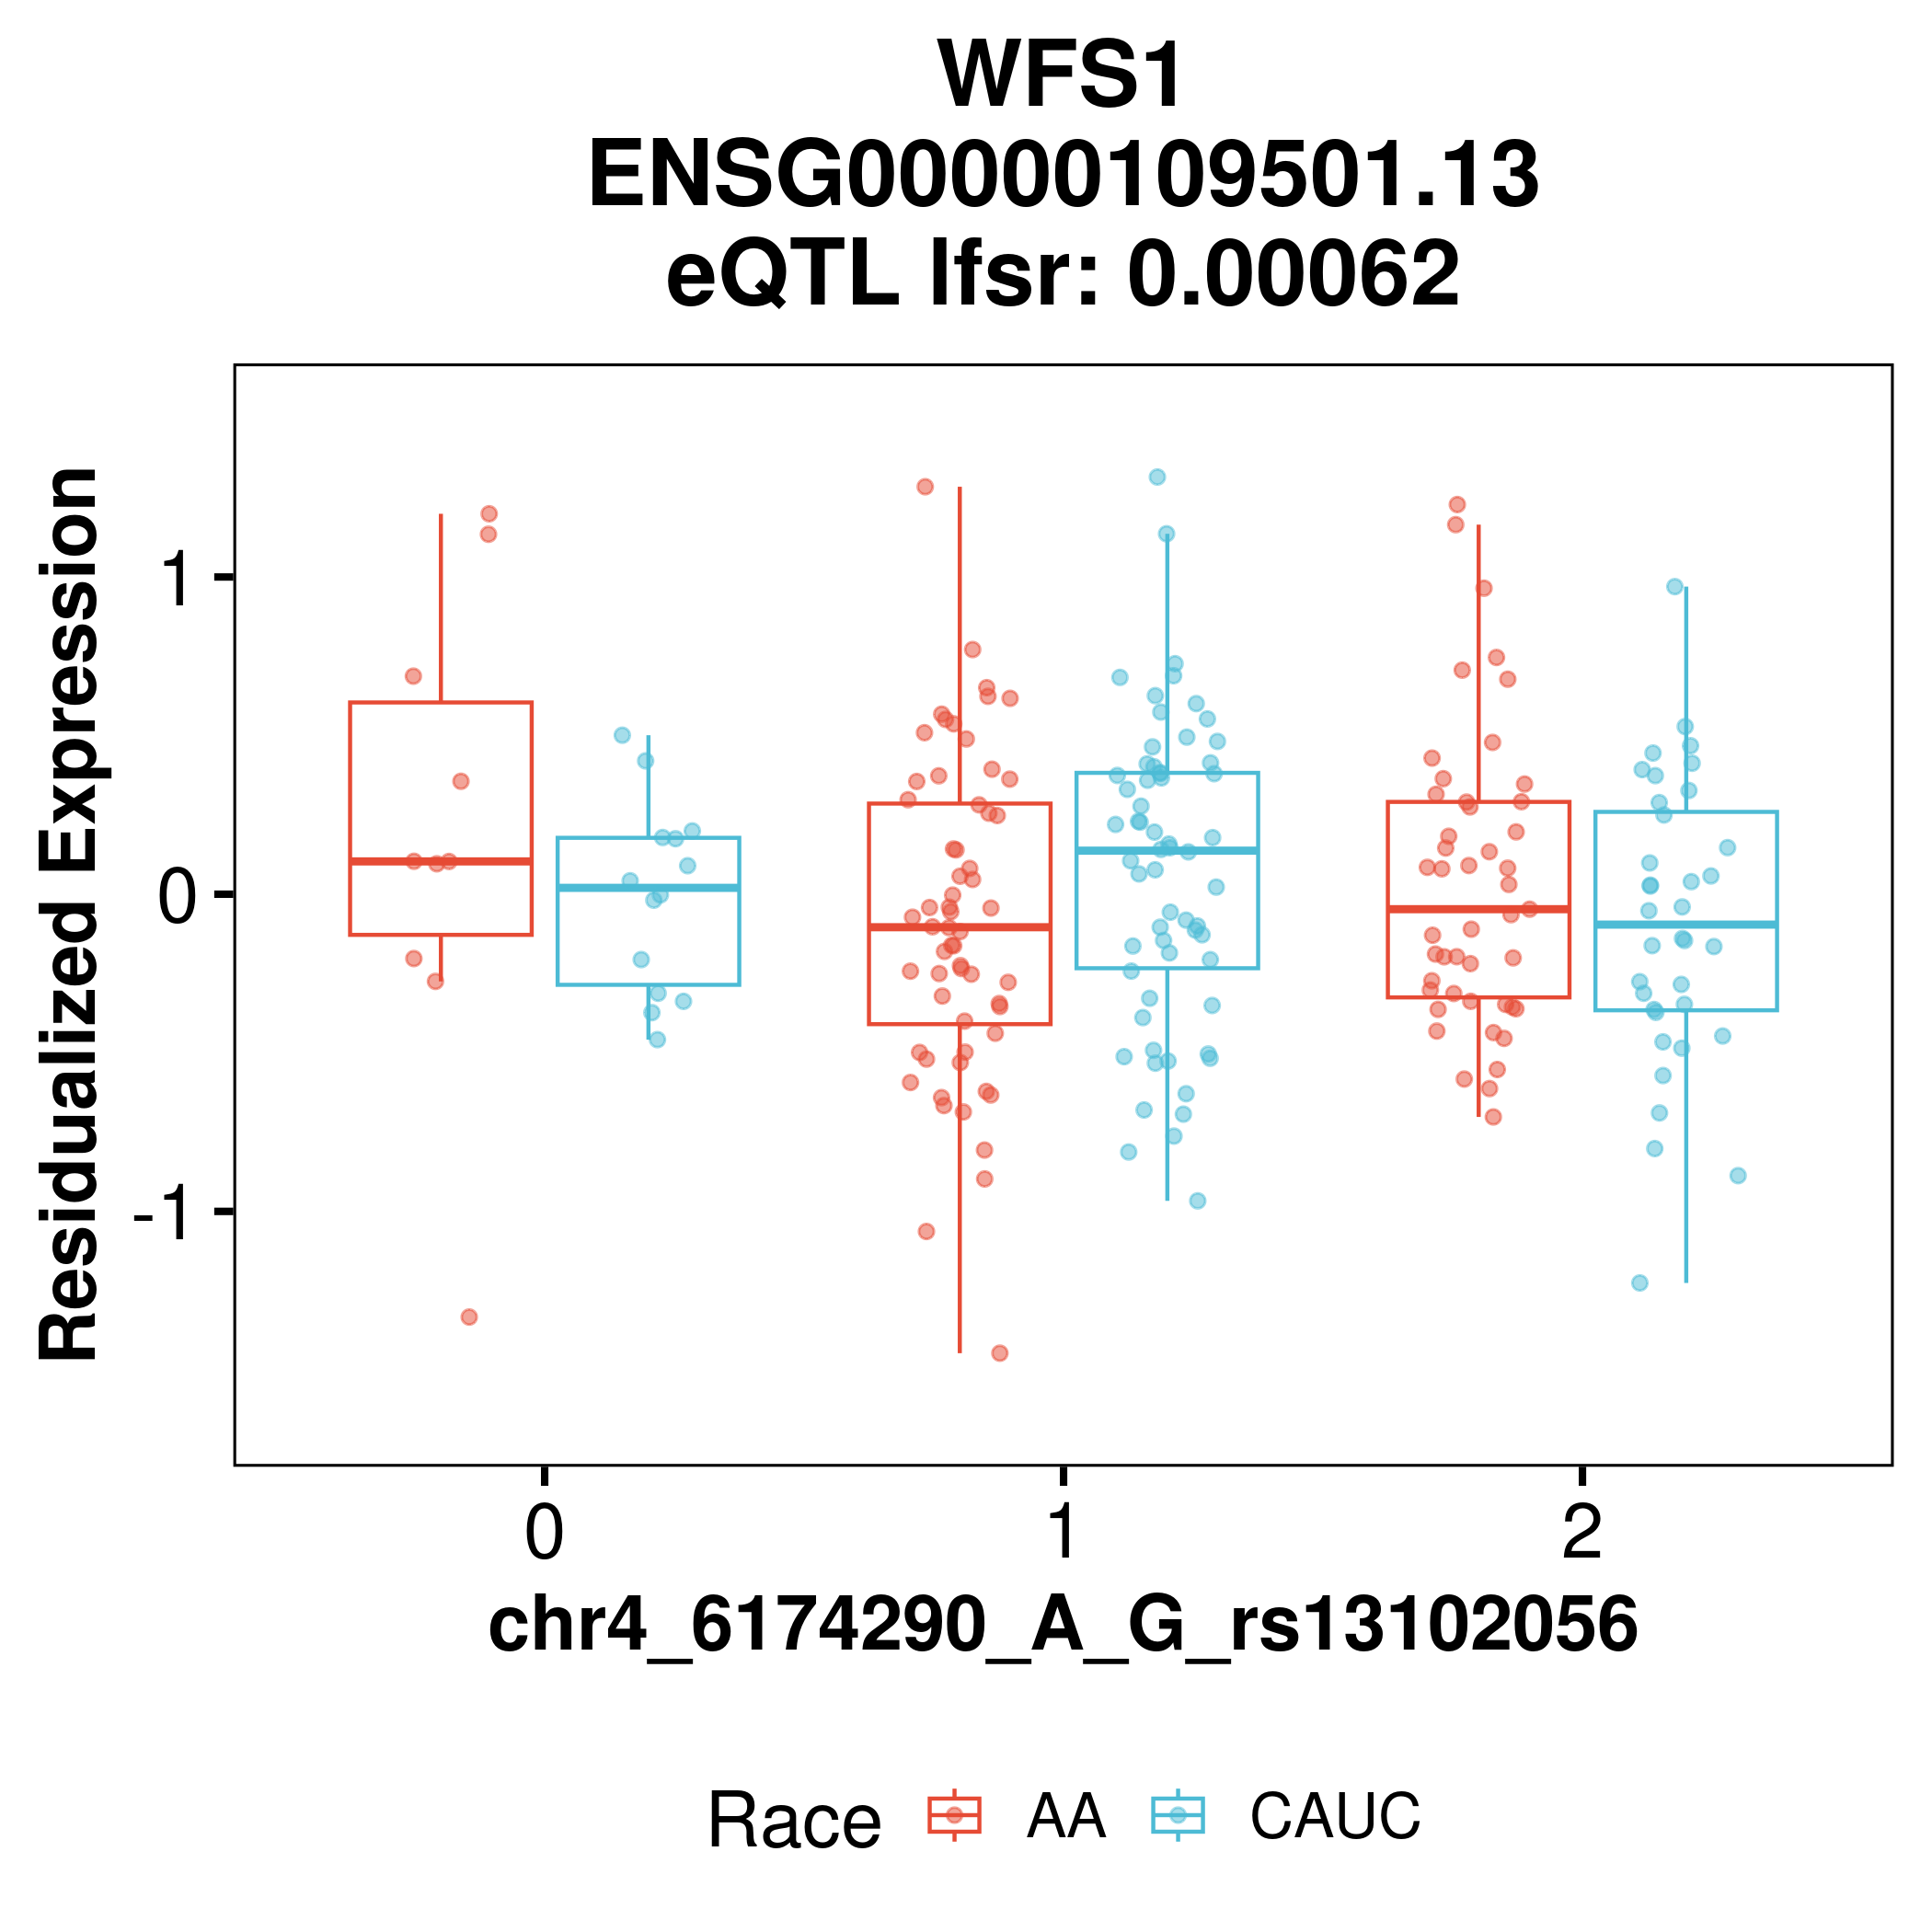 WFS1
ENSG00000109501.13
eQTL lfsr: 0.00062
Residualized Expression
1
0
-1
0
1
2
chr4_6174290_A_G_rs13102056
Race AA CAUC